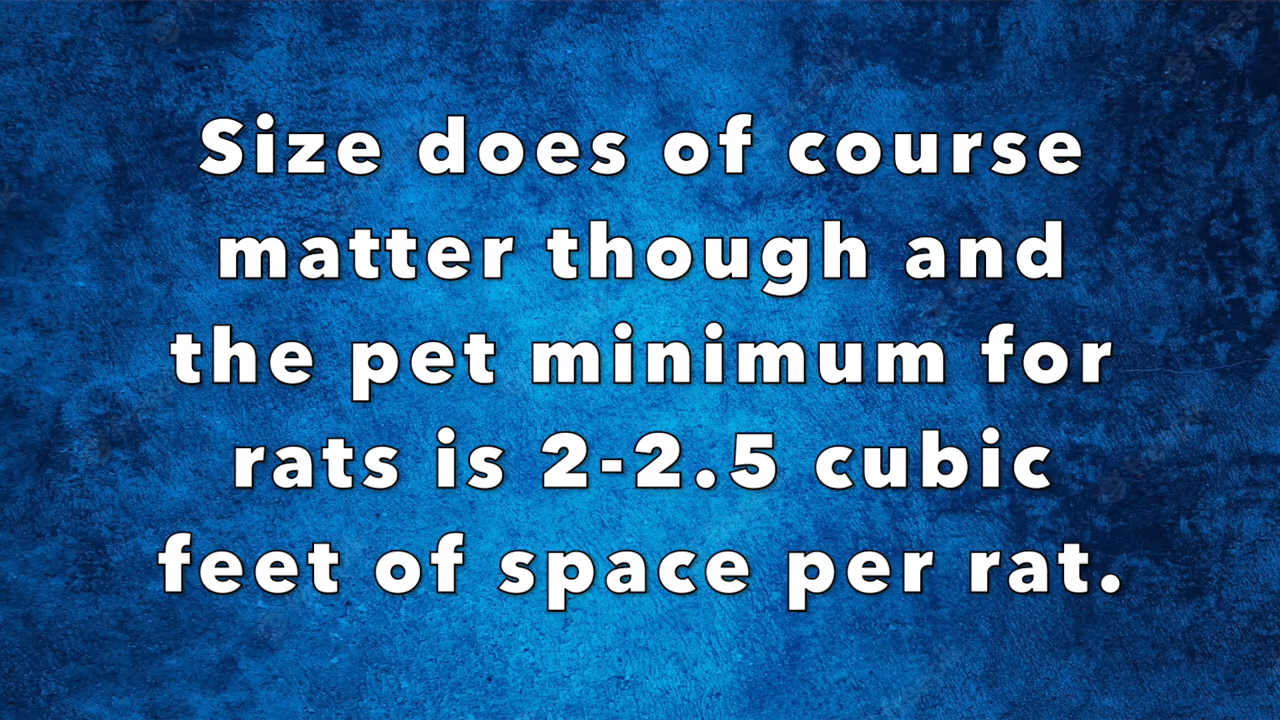 Size does of course
matter though and
the pet minimum for
rats is 2-2.5 cubic
feet of space per rat.